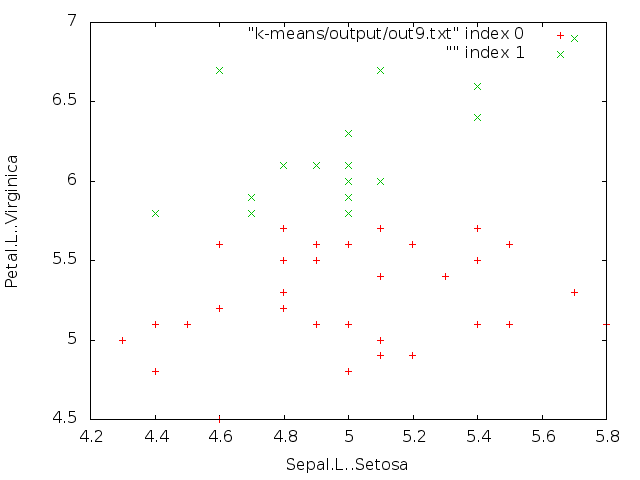 7
"k-means/output/out9.txt" index 0
"" index 1
6.5
6
5.5
5
4.5
Petal.L..Virginica
4.2 4.4 4.6 4.8 5 5.2 5.4 5.6 5.8
Sepal.L..Setosa